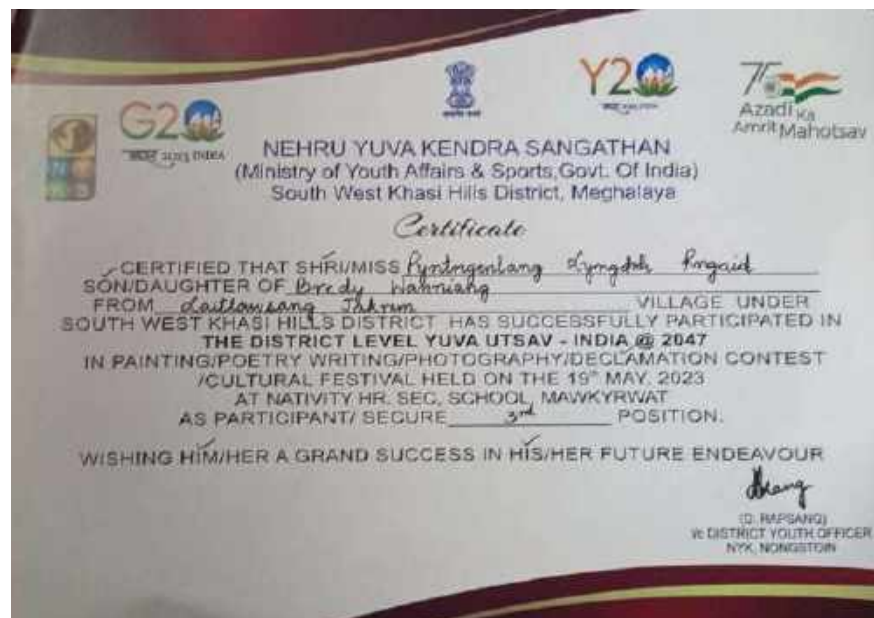 G20
भारत 2023 INDIA
Y20
75
Azadi Ka
Amrit Mahotsav
NEHRU YUVA KENDRA SANGATHAN
(Ministry of Youth Affairs & Sports,Govt. Of India)
South West Khasi Hills District, Meghalaya
Certificate
CERTIFIED THAT SHRI/MISS Pyntngenlang Lyngdoh Rngaid
SON/DAUGHTER OF Bredy Wanniang
FROM Laitlawsang Jakrem VILLAGE UNDER
SOUTH WEST KHASI HILLS DISTRICT HAS SUCCESSFULLY PARTICIPATED IN
THE DISTRICT LEVEL YUVA UTSAV - INDIA @ 2047
IN PAINTING/POETRY WRITING/PHOTOGRAPHY/DECLAMATION CONTEST
/CULTURAL FESTIVAL HELD ON THE 19th MAY, 2023
AT NATIVITY HR. SEC, SCHOOL, MAWKYRWAT
AS PARTICIPANT/ SECURE 3rd POSITION.
WISHING HIM/HER A GRAND SUCCESS IN HIS/HER FUTURE ENDEAVOUR
(D. RAPSANG)
I/c DISTRICT YOUTH OFFICER
NYK, NONGSTOIN